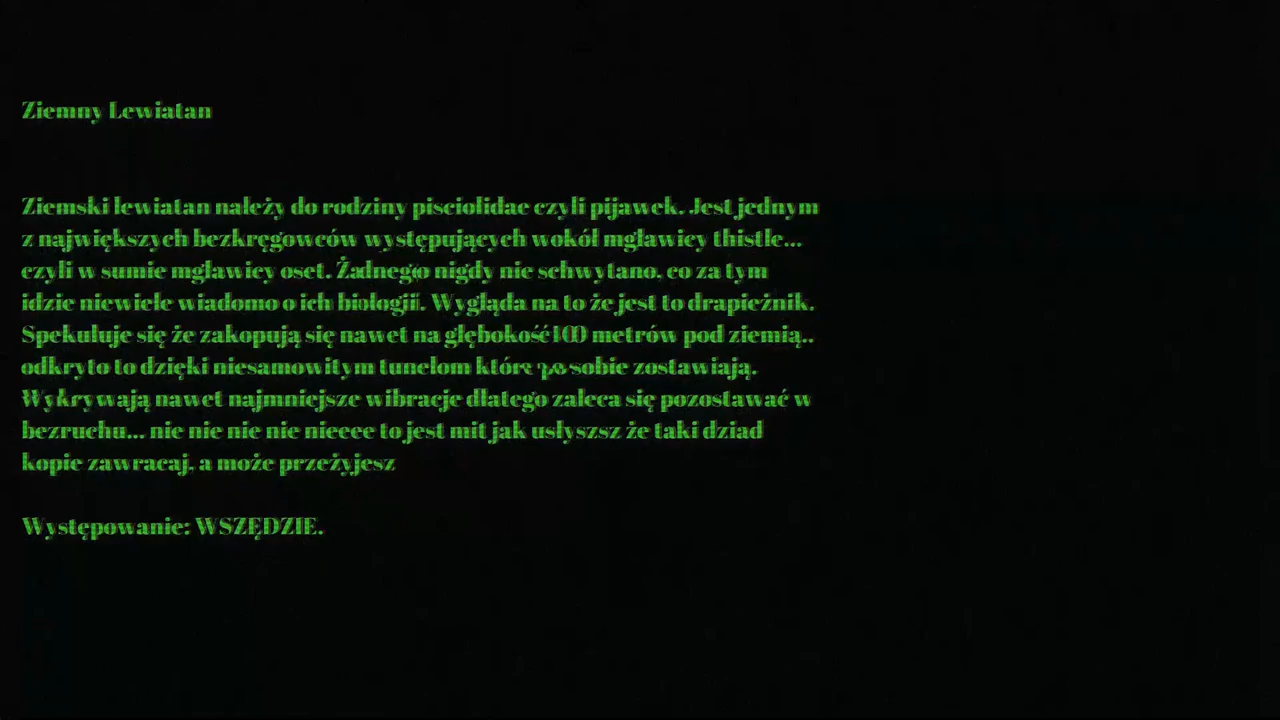 Ziemny Lewiatan
Ziemski lewiatan należy do rodziny pisciolidae czyli pijawek. Jest jednym
z największych bezkręgowców występujących wokół mgławicy thistle...
czyli w sumie mgławicy oset. Żadnego nigdy nie schwytano, co za tym
idzie niewiele wiadomo o ich biologii. Wygląda na to że jest to drapieżnik.
Spekuluje się że zakopują się nawet na głębokość 400 metrów pod ziemią..
odkryto to dzięki niesamowitym tunelom które po sobie zostawiają.
Wykrywają nawet najmniejsze wibracje dlatego zaleca się pozostawać w
bezruchu... nie nie nie nie nieeee to jest mit jak usłyszsz że taki dziad
kopie zawracaj, a może przeżyjesz
Występowanie: WSZĘDZIE.